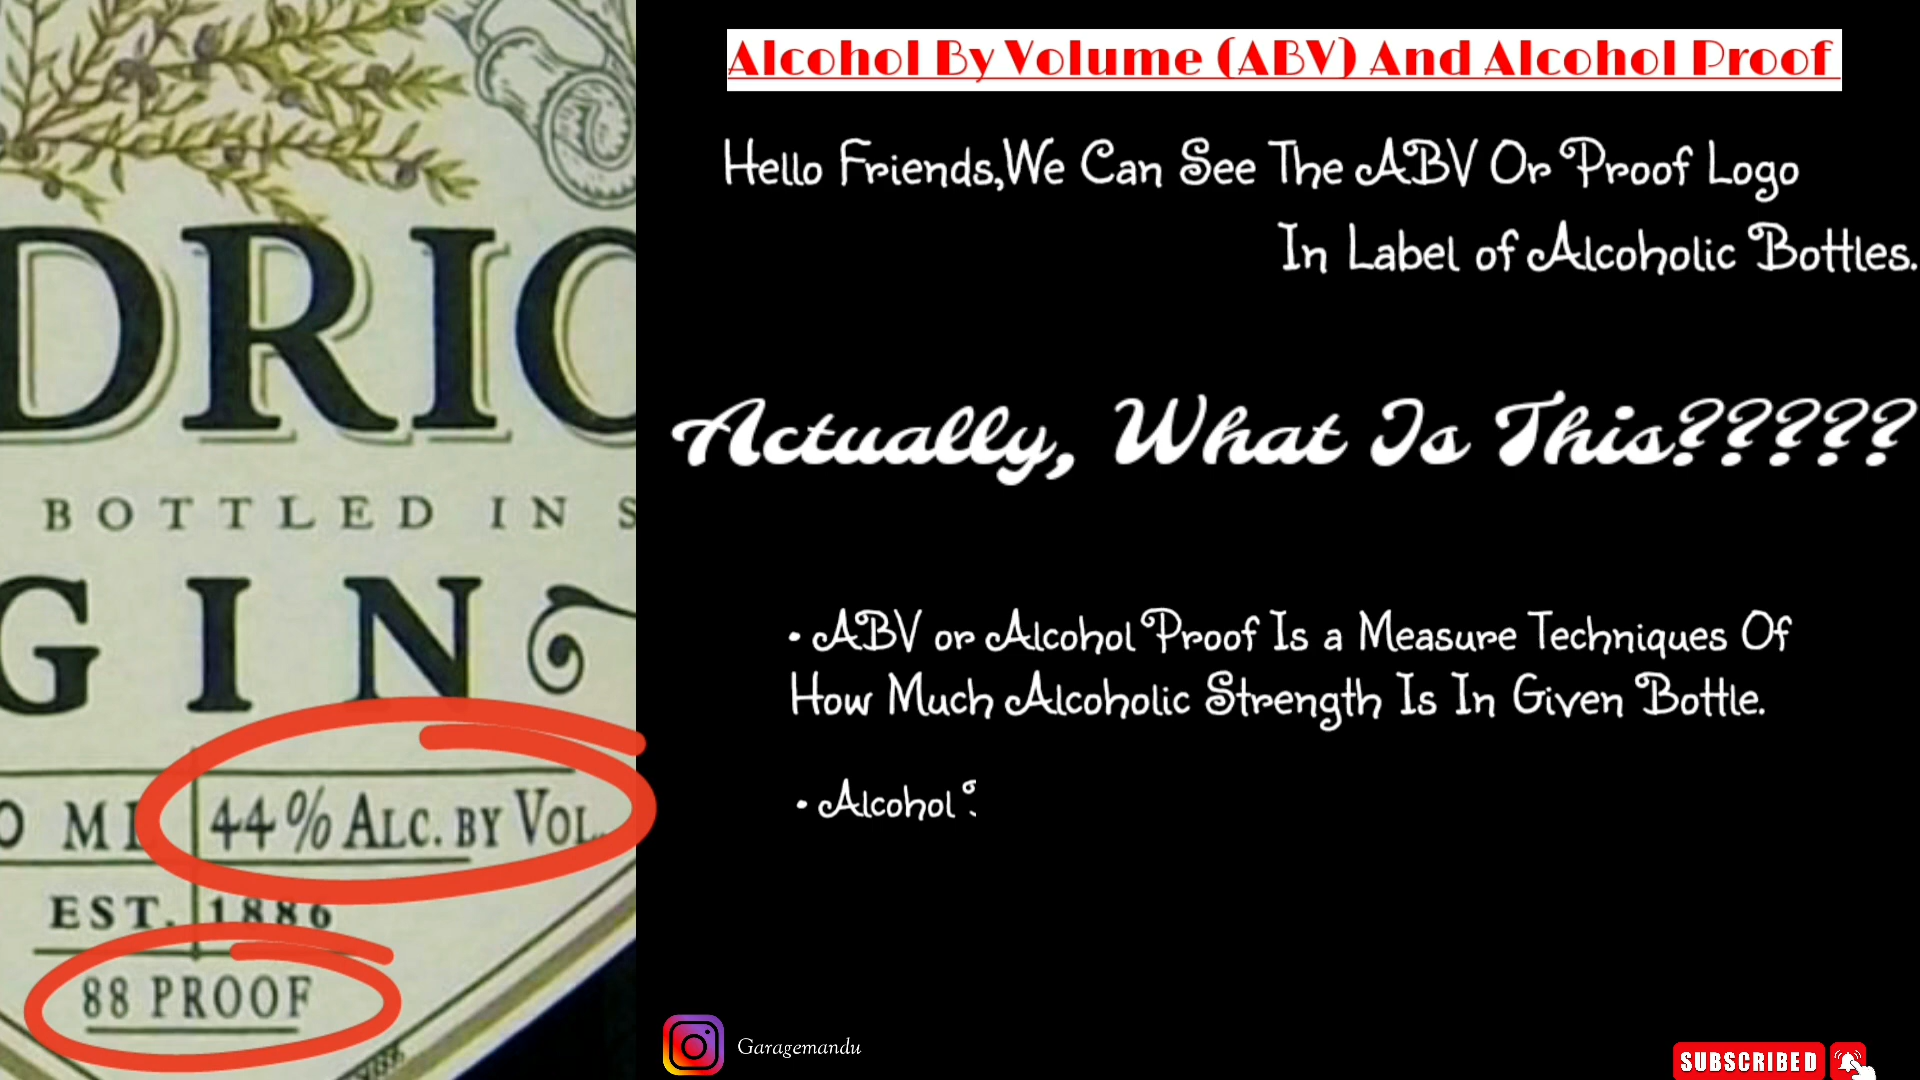 Alcohol By Volume (ABV) And Alcohol Proof
Hello Friends,We Can See The ABV Or Proof Logo
In Label of Alcoholic Bottles.
Actually, What Is This?????
• ABV or Alcohol Proof Is a Measure Techniques Of
How Much Alcoholic Strength Is In Given Bottle.
• Alcohol
DRIC
BOTTLED IN S
GIN
0 ML
44% ALC. BY VOL.
EST. 1886
88 PROOF
Garagemandu
SUBSCRIBED